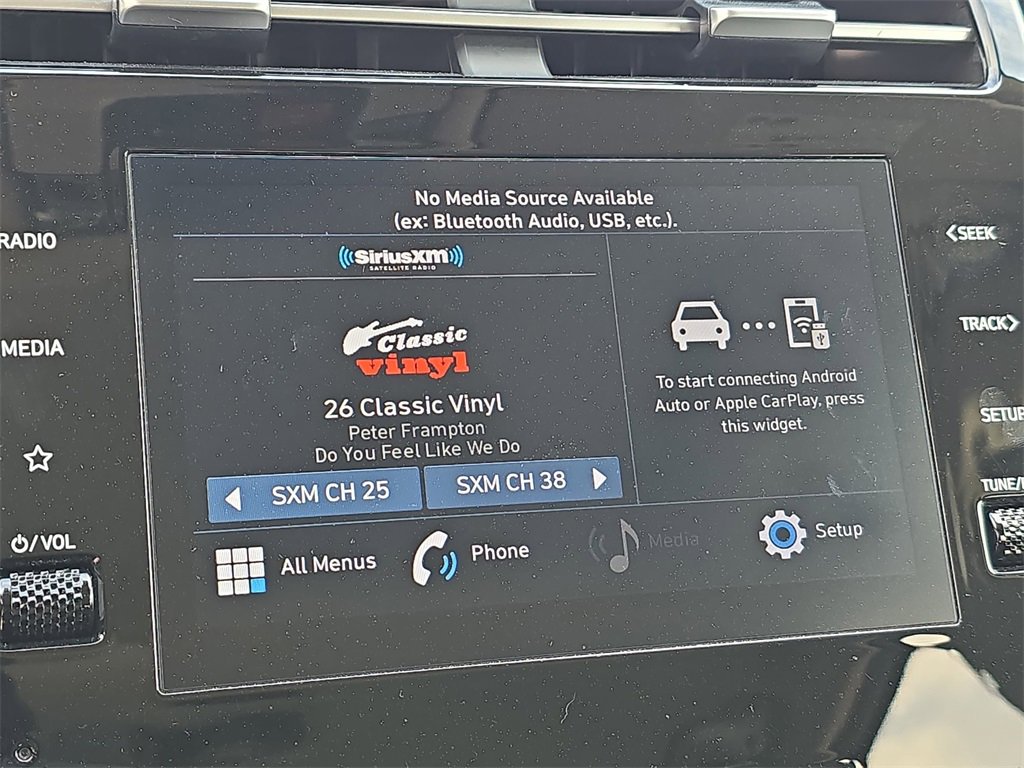 No Media Source Available
(ex: Bluetooth Audio, USB, etc.).
RADIO
MEDIA
/VOL
SiriusXM
SATELLITE RADIO
Classic
vinyl
26 Classic Vinyl
Peter Frampton
Do You Feel Like We Do
SXM CH 25
SXM CH 38
To start connecting Android
Auto or Apple CarPlay, press
this widget.
All Menus
Phone
Media
Setup
<SEEK
TRACK>
SETUP
TUNE/